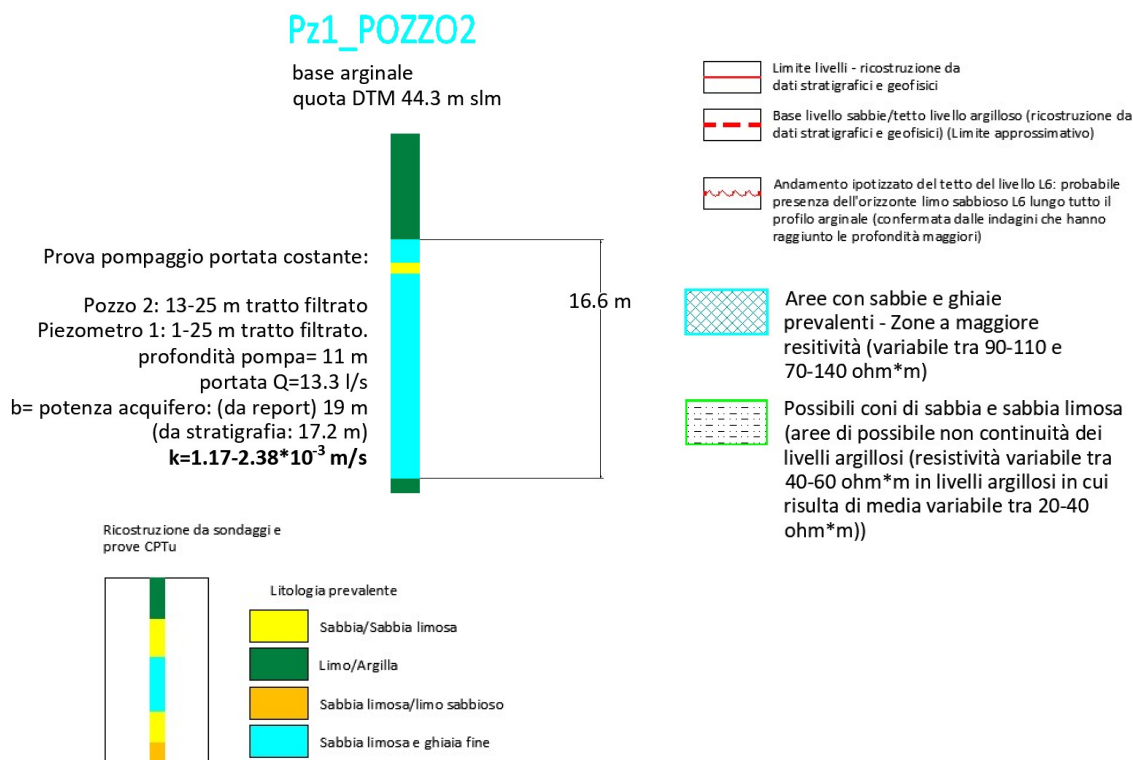 Pz1_POZZO2
base arginale
quota DTM 44.3 m slm
Prova pompaggio portata costante:
Pozzo 2: 13-25 m tratto filtrato
Piezometro 1: 1-25 m tratto filtrato.
profondità pompa= 11 m
portata Q=13.3 l/s
b= potenza acquifero: (da report) 19 m
(da stratigrafia: 17.2 m)
k=1.17-2.38*10⁻³ m/s
16.6 m
Limite livelli - ricostruzione da
dati stratigrafici e geofisici
Base livello sabbie/tetto livello argilloso (ricostruzione da
dati stratigrafici e geofisici) (Limite approssimativo)
Andamento ipotizzato del tetto del livello L6: probabile
presenza dell'orizzonte limo sabbioso L6 lungo tutto il
profilo arginale (confermata dalle indagini che hanno
raggiunto le profondità maggiori)
Aree con sabbie e ghiaie
prevalenti - Zone a maggiore
resitività (variabile tra 90-110 e
70-140 ohm*m)
Possibili coni di sabbia e sabbia limosa
(aree di possibile non continuità dei
livelli argillosi (resistività variabile tra
40-60 ohm*m in livelli argillosi in cui
risulta di media variabile tra 20-40
ohm*m))
Ricostruzione da sondaggi e
prove CPTu
Litologia prevalente
Sabbia/Sabbia limosa
Limo/Argilla
Sabbia limosa/limo sabbioso
Sabbia limosa e ghiaia fine